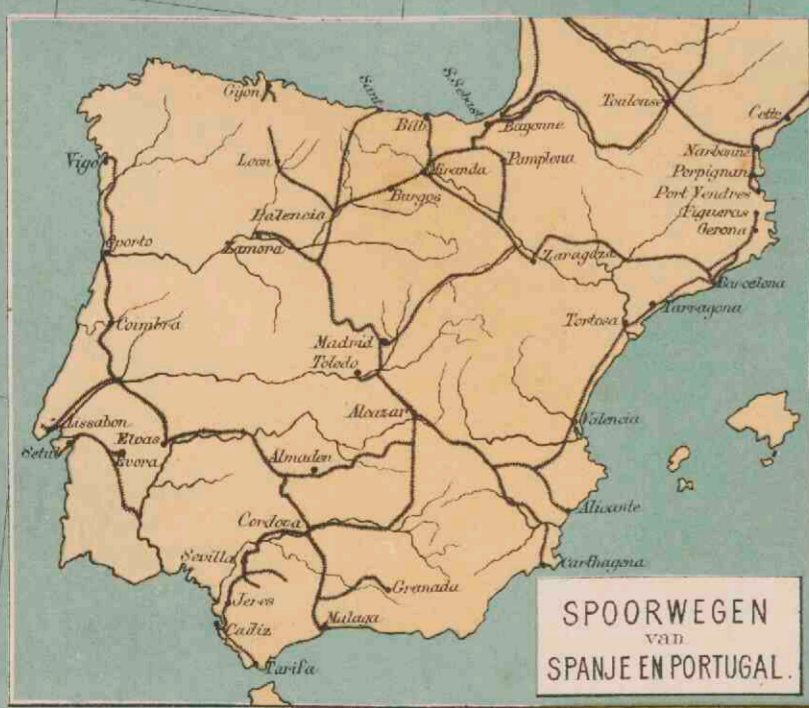 Gijon
Sant.
Bilb.
S. Sebast.
Bayonne
Toulouse
Cette
Vigo
Leon
Miranda
Pamplona
Narbonne
Perpignan
Port Vendres
Figueras
Gerona
Burgos
Palencia
Oporto
Zamora
Zaragoza
Barcelona
Tarragona
Tortosa
Coimbra
Madrid
Toledo
Alcazar
Valencia
Lissabon
Elvas
Evora
Almaden
Alicante
Cordova
Sevilla
Carthagena
Granada
Jeres
Cadiz
Malaga
Tarifa
SPOORWEGEN
van
SPANJE EN PORTUGAL.